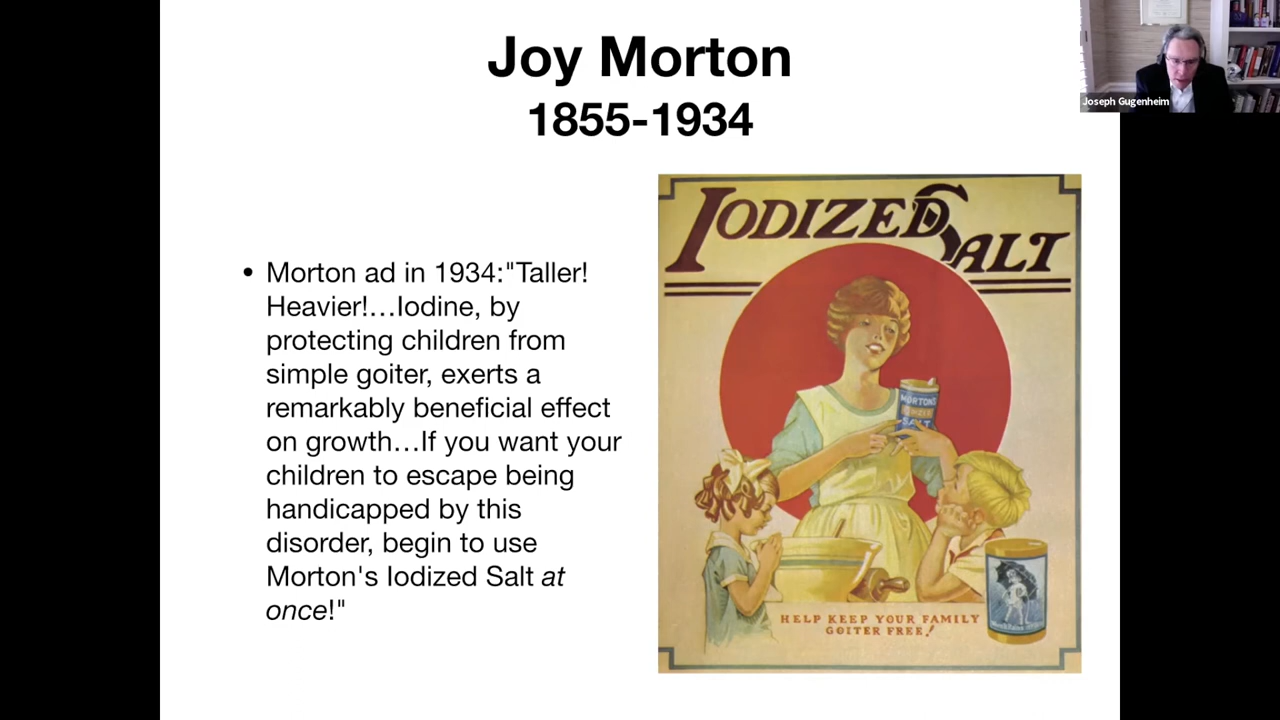 Joy Morton
1855-1934
Joseph Gugenheim
• Morton ad in 1934:"Taller!
Heavier!…Iodine, by
protecting children from
simple goiter, exerts a
remarkably beneficial effect
on growth…If you want your
children to escape being
handicapped by this
disorder, begin to use
Morton's Iodized Salt at
once!"
IODIZED SALT
MORTON'S
SALT
HELP KEEP YOUR FAMILY
GOITER FREE!